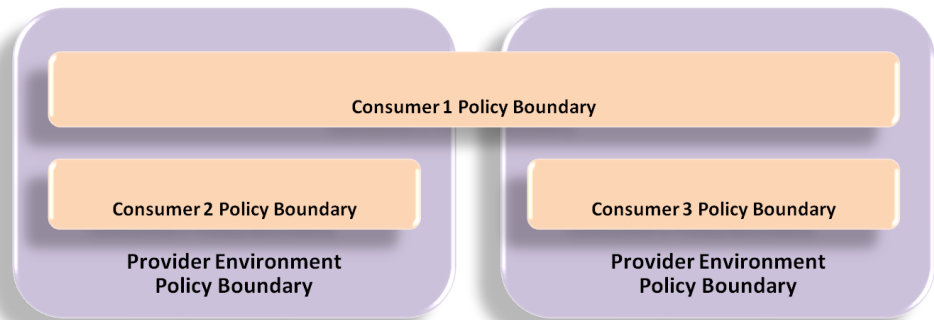 Consumer 1 Policy Boundary
Consumer 2 Policy Boundary
Consumer 3 Policy Boundary
Provider Environment
Policy Boundary
Provider Environment
Policy Boundary